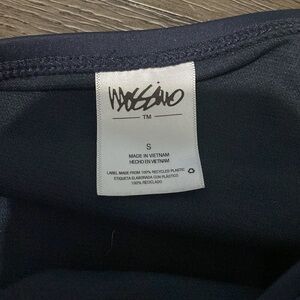 Mossimo
TM
S
MADE IN VIETNAM
HECHO EN VIETNAM
LABEL MADE FROM 100% RECYCLED PLASTIC
ETIQUETA ELABORADA CON PLÁSTICO
100% RECICLADO